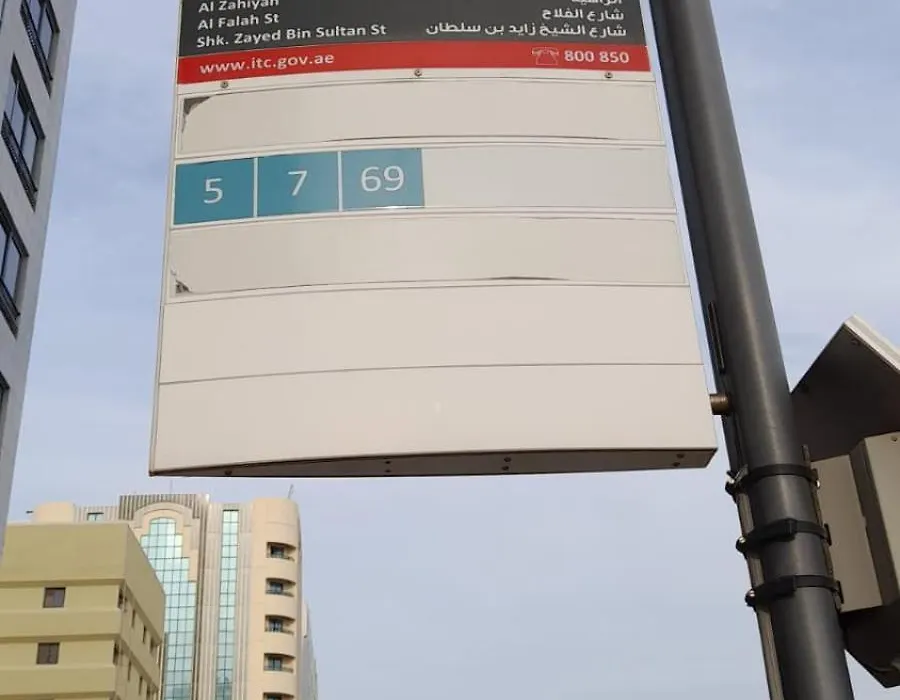 Al Zahiyah
الزاهية
Al Falah St
شارع الفلاح
Shk. Zayed Bin Sultan St
شارع الشيخ زايد بن سلطان
www.itc.gov.ae
800 850
5 7 69